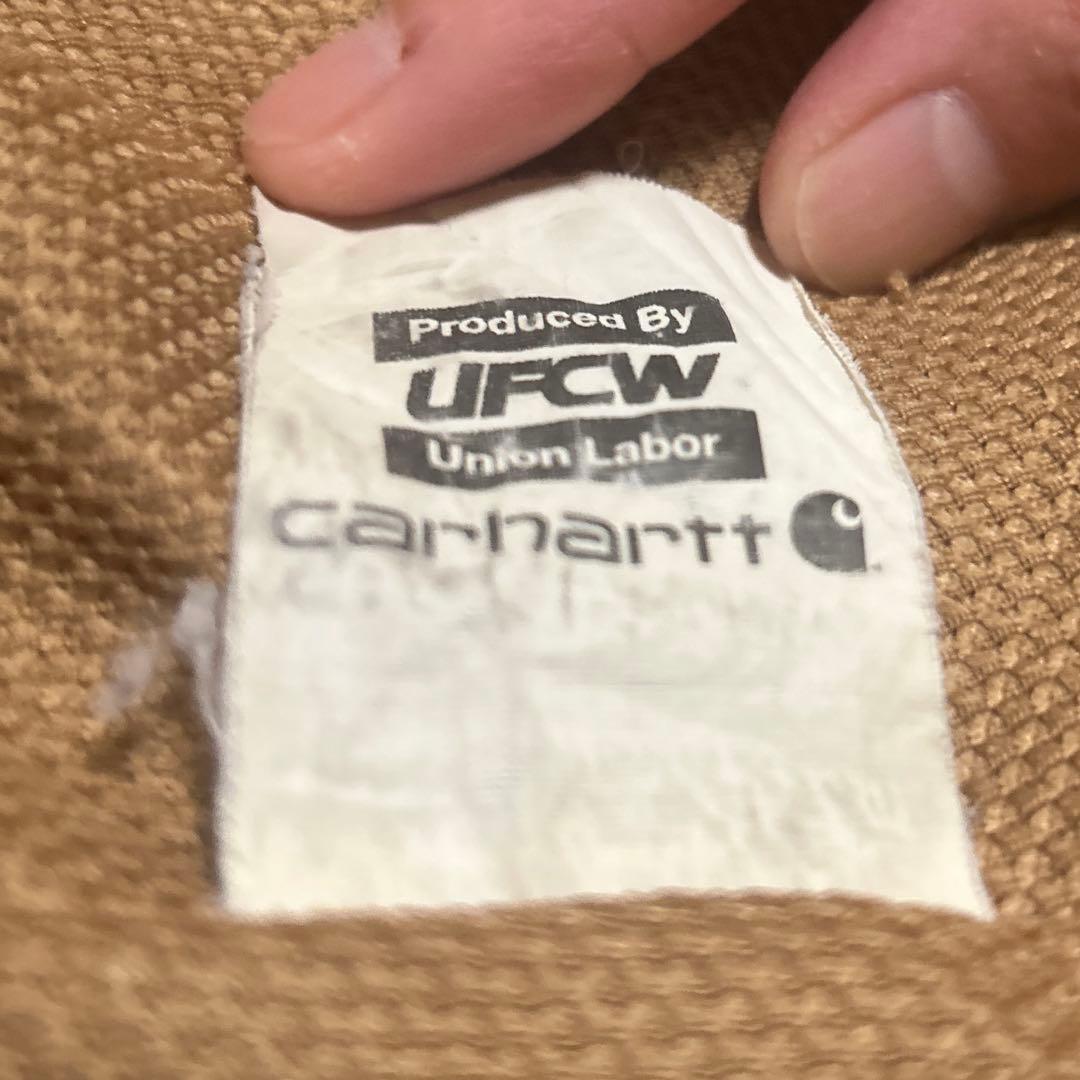 Produced By
UFCW
Union Labor
carhartt